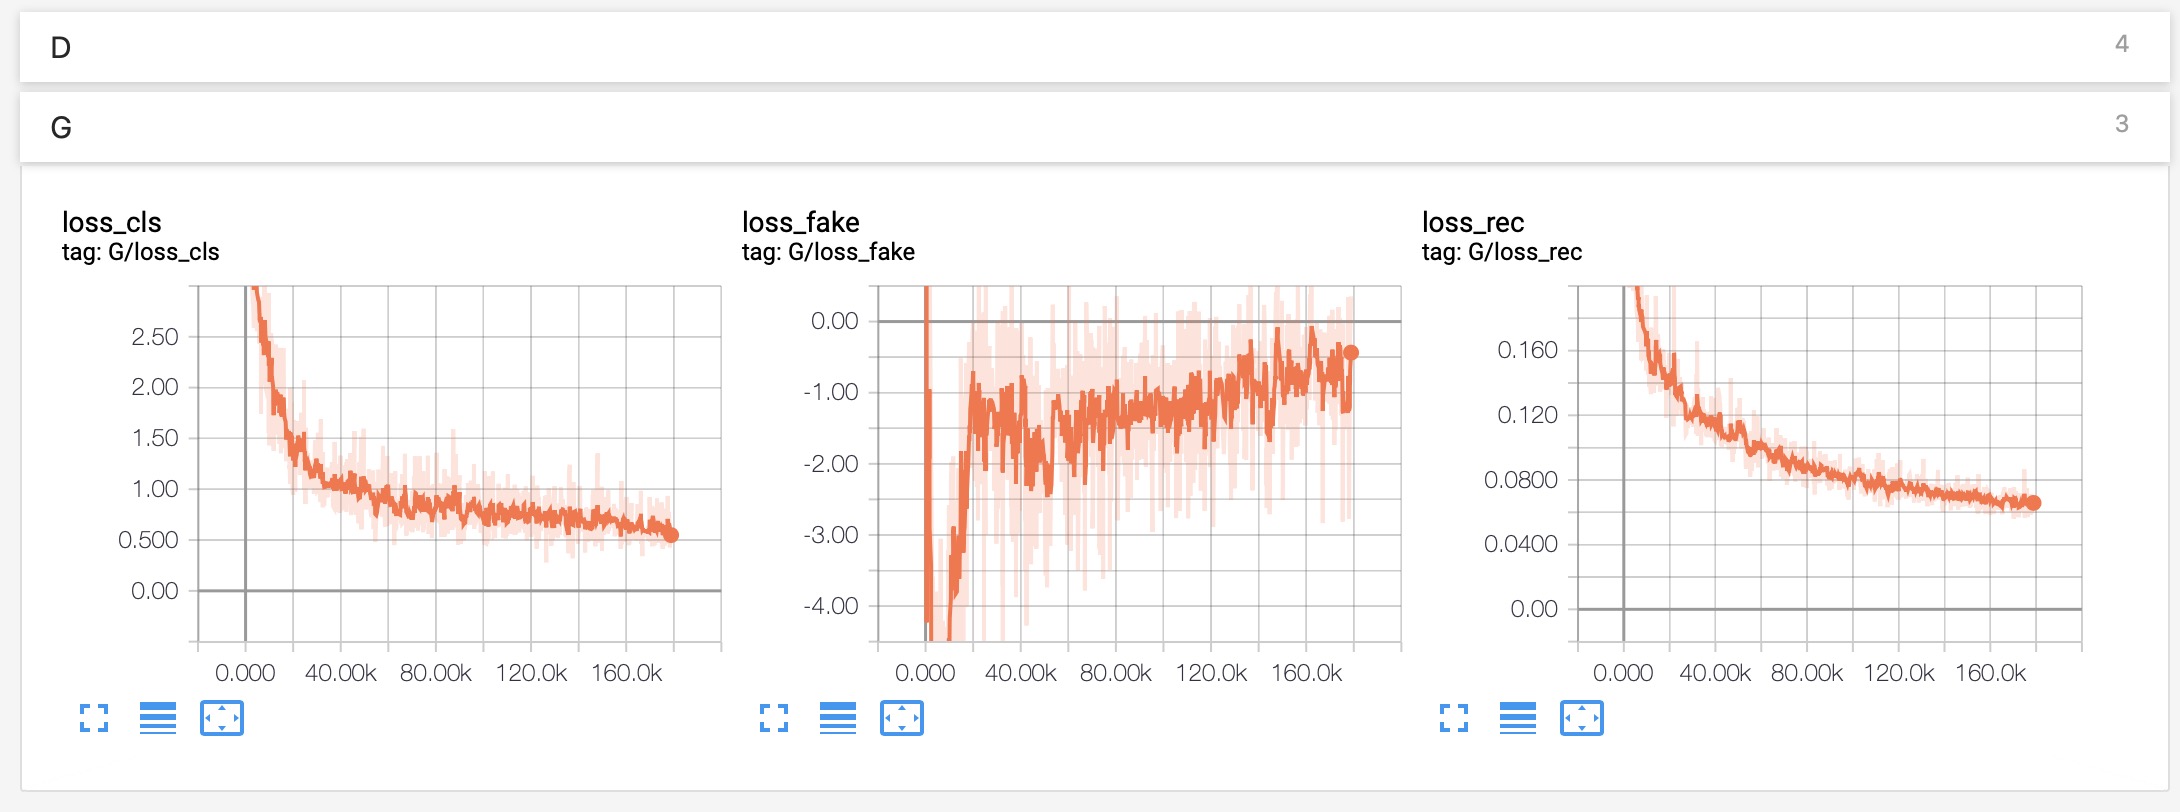 D 4
G 3
loss_cls
tag: G/loss_cls
2.50
2.00
1.50
1.00
0.500
0.00
0.000 40.00k 80.00k 120.0k 160.0k
loss_fake
tag: G/loss_fake
0.00
-1.00
-2.00
-3.00
-4.00
0.000 40.00k 80.00k 120.0k 160.0k
loss_rec
tag: G/loss_rec
0.160
0.120
0.0800
0.0400
0.00
0.000 40.00k 80.00k 120.0k 160.0k